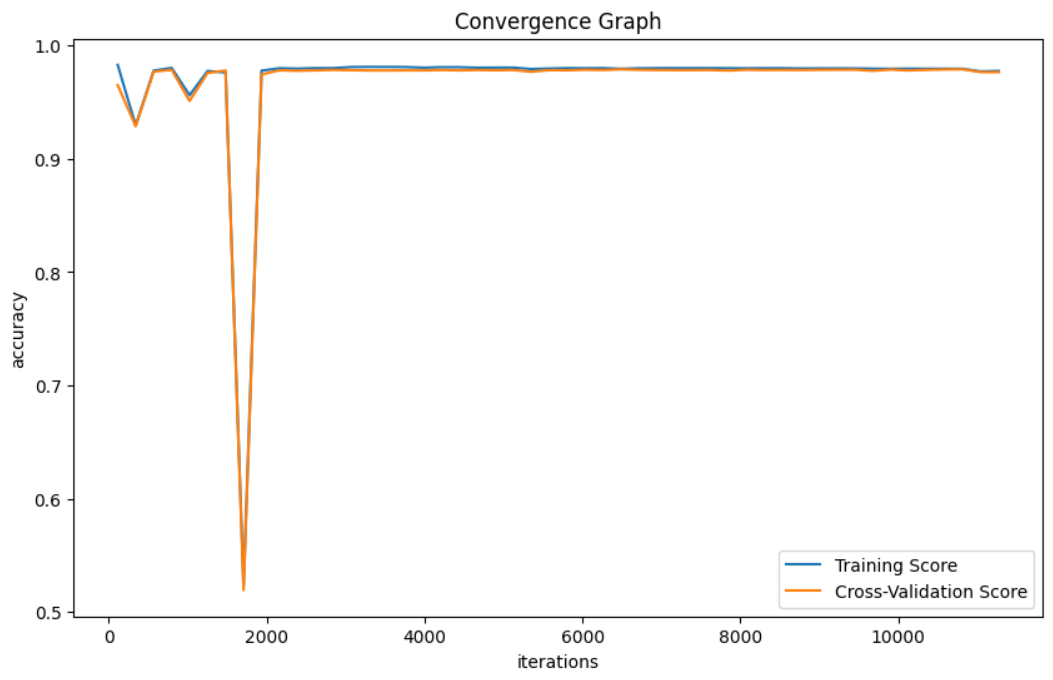 Convergence Graph
1.0
0.9
0.8
0.7
0.6
0.5
accuracy
0
2000
4000
6000
8000
10000
iterations
Training Score
Cross-Validation Score